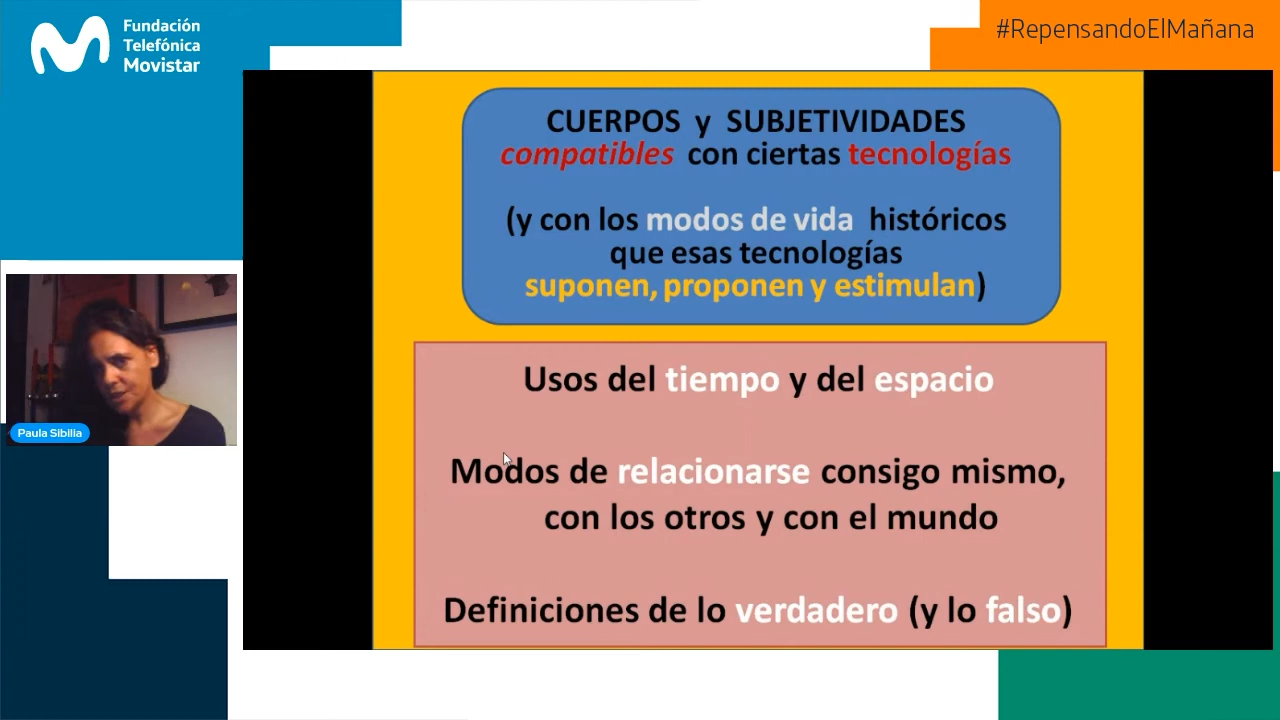 Fundación
Telefónica
Movistar
#RepensandoElMañana
CUERPOS y SUBJETIVIDADES
compatibles con ciertas tecnologías
(y con los modos de vida históricos
que esas tecnologías
suponen, proponen y estimulan)
Paula Sibilia
Usos del tiempo y del espacio
Modos de relacionarse consigo mismo,
con los otros y con el mundo
Definiciones de lo verdadero (y lo falso)